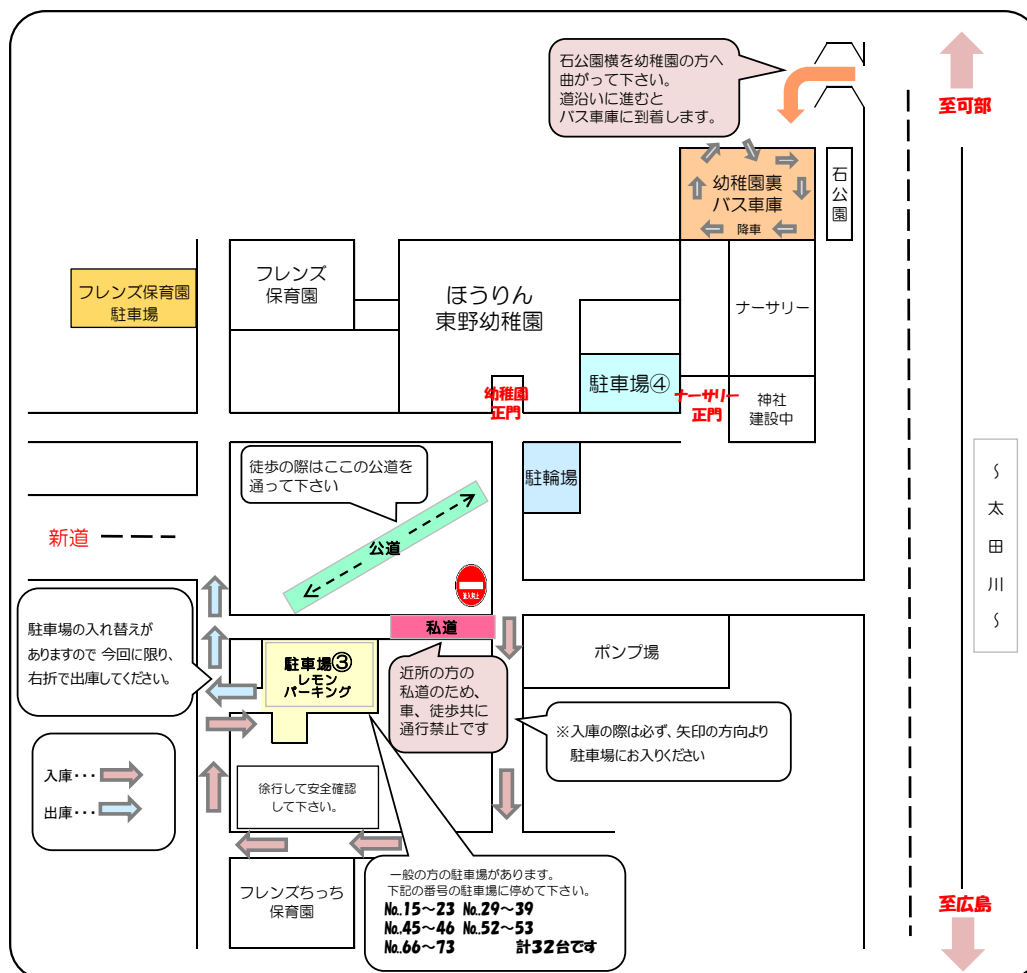 石公園横を幼稚園の方へ
曲がって下さい。
道沿いに進むと
バス車庫に到着します。
至可部
幼稚園裏
バス車庫
降車
石公園
フレンズ保育園
駐車場
フレンズ
保育園
ほうりん
東野幼稚園
ナーサリー
駐車場④
幼稚園
正門
ナーサリー
正門
神社
建設中
徒歩の際はここの公道を
通って下さい
駐輪場
新道
公道
進入禁止
～太田川～
駐車場の入れ替えが
ありますので 今回に限り、
右折で出庫してください。
私道
駐車場③
レモン
パーキング
近所の方の
私道のため、
車、徒歩共に
通行禁止です
ポンプ場
※入庫の際は必ず、矢印の方向より
駐車場にお入りください
入庫･･･
出庫･･･
徐行して安全確認
して下さい。
フレンズちっち
保育園
一般の方の駐車場があります。
下記の番号の駐車場に停めて下さい。
No.15～23 No.29～39
No.45～46 No.52～53
No.66～73 計32台です
至広島